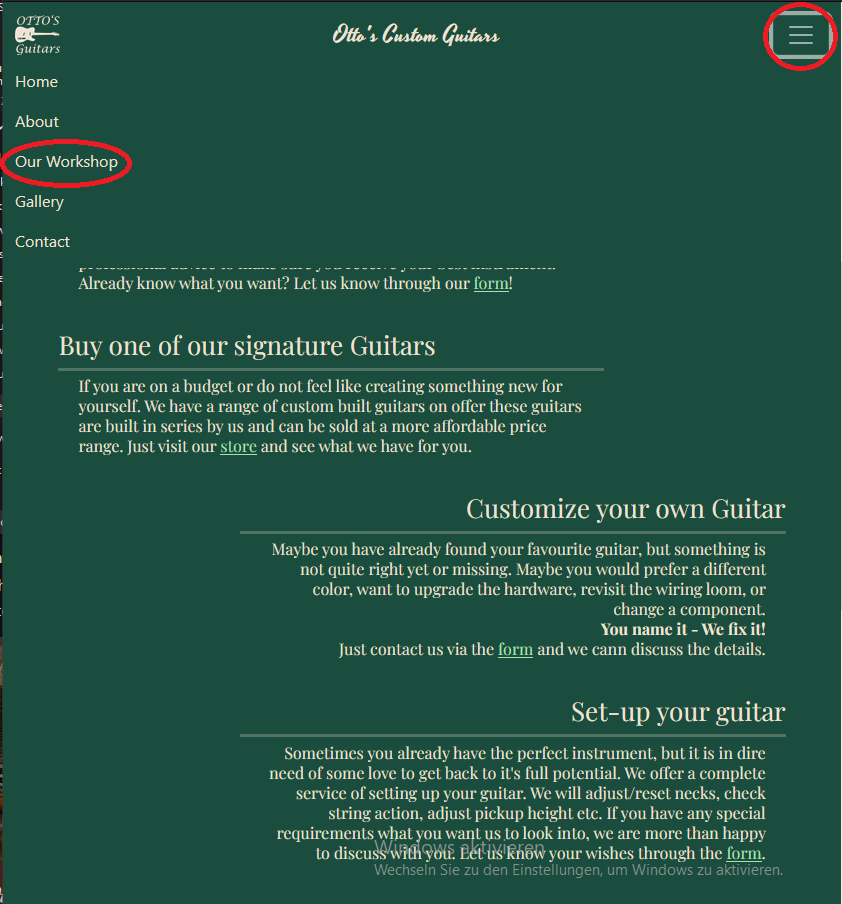 OTTO'S
Guitars
Otto's Custom Guitars
Home
About
Our Workshop
Gallery
Contact
professional advice to make sure you receive your best instrument.
Already know what you want? Let us know through our form!
Buy one of our signature Guitars
If you are on a budget or do not feel like creating something new for
yourself. We have a range of custom built guitars on offer these guitars
are built in series by us and can be sold at a more affordable price
range. Just visit our store and see what we have for you.
Customize your own Guitar
Maybe you have already found your favourite guitar, but something is
not quite right yet or missing. Maybe you would prefer a different
color, want to upgrade the hardware, revisit the wiring loom, or
change a component.
You name it - We fix it!
Just contact us via the form and we cann discuss the details.
Set-up your guitar
Sometimes you already have the perfect instrument, but it is in dire
need of some love to get back to it's full potential. We offer a complete
service of setting up your guitar. We will adjust/reset necks, check
string action, adjust pickup height etc. If you have any special
requirements what you want us to look into, we are more than happy
to discuss with you. Let us know your wishes through the form.
Windows aktivieren
Wechseln Sie zu den Einstellungen, um Windows zu aktivieren.